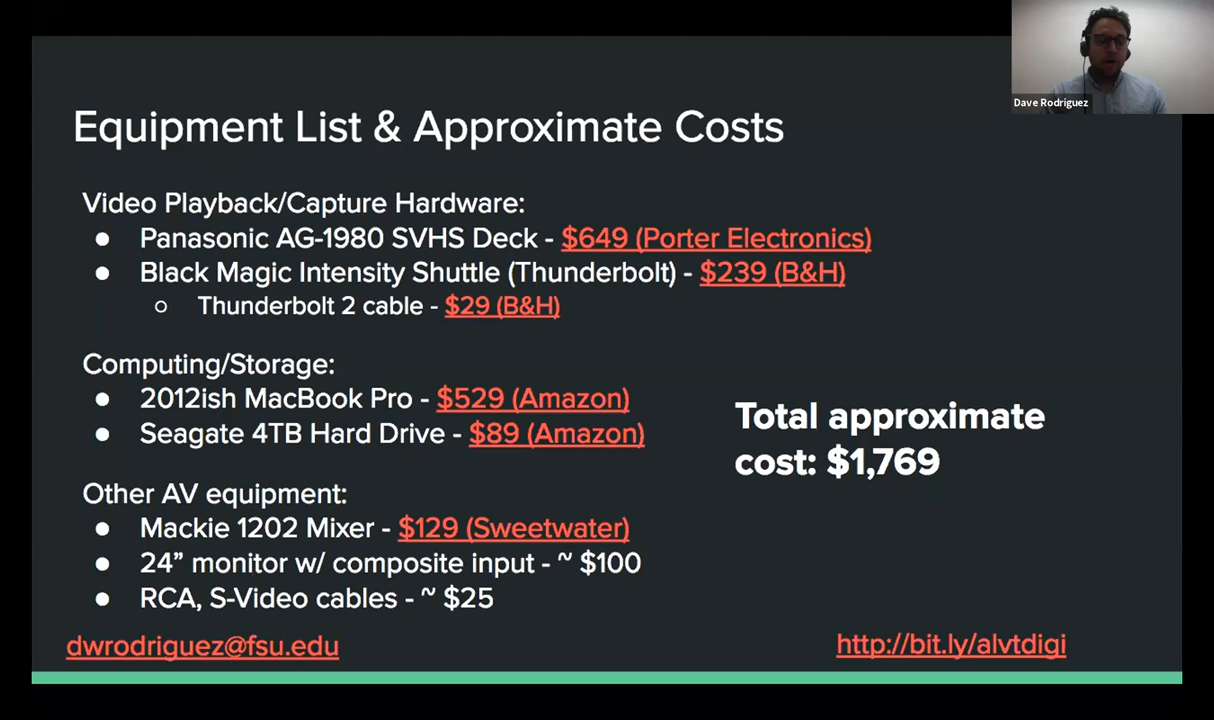 Dave Rodriguez
Equipment List & Approximate Costs
Video Playback/Capture Hardware:
● Panasonic AG-1980 SVHS Deck - $649 (Porter Electronics)
● Black Magic Intensity Shuttle (Thunderbolt) - $239 (B&H)
○ Thunderbolt 2 cable - $29 (B&H)
Computing/Storage:
● 2012ish MacBook Pro - $529 (Amazon)
● Seagate 4TB Hard Drive - $89 (Amazon)
Total approximate
cost: $1,769
Other AV equipment:
● Mackie 1202 Mixer - $129 (Sweetwater)
● 24” monitor w/ composite input - ~ $100
● RCA, S-Video cables - ~ $25
dwrodriguez@fsu.edu
http://bit.ly/alvtdigi